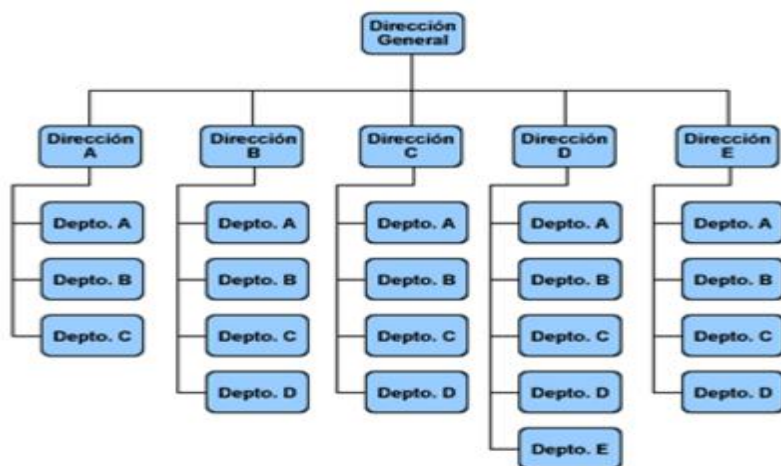 Dirección
General
Dirección
A
Dirección
B
Dirección
C
Dirección
D
Dirección
E
Depto. A
Depto. A
Depto. A
Depto. A
Depto. A
Depto. B
Depto. B
Depto. B
Depto. B
Depto. B
Depto. C
Depto. C
Depto. C
Depto. C
Depto. C
Depto. D
Depto. D
Depto. D
Depto. D
Depto. E